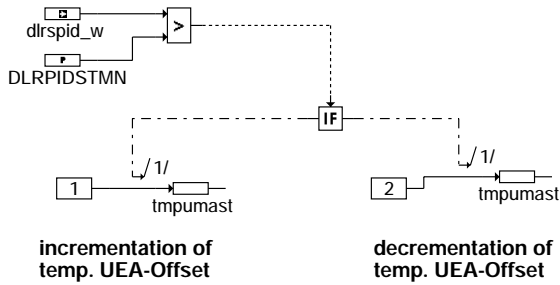 dlrspid_w
>
P
DLRPIDSTMN
IF
1/
1/
1
2
tmpumast
tmpumast
incrementation of
temp. UEA-Offset
decrementation of
temp. UEA-Offset